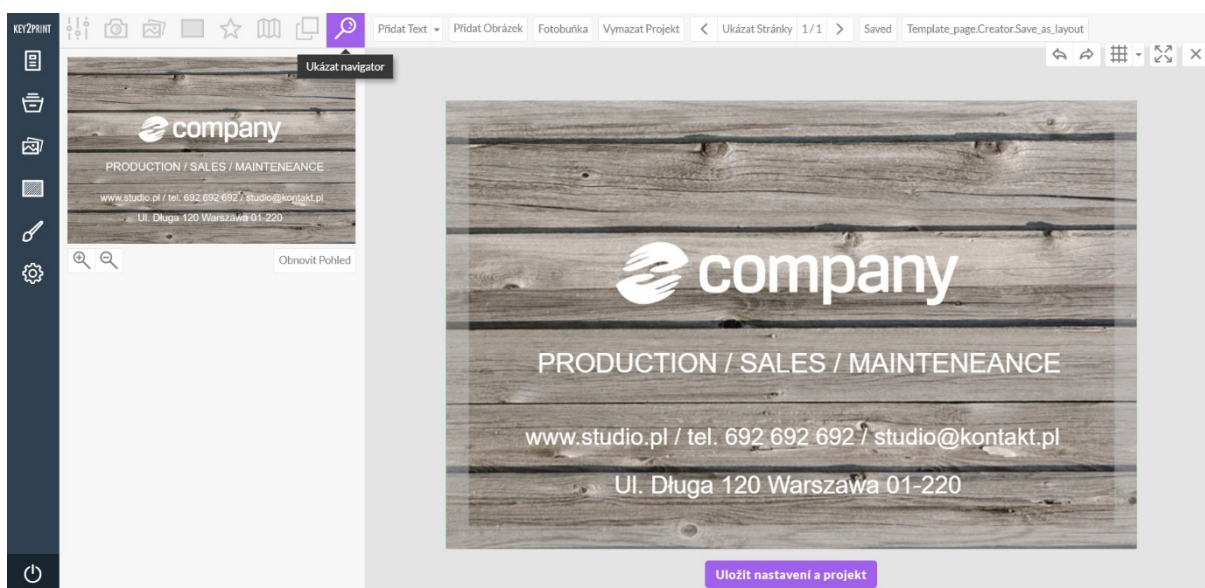 KEY2PRINT
Přidat Text
Přidat Obrázek
Fotobuňka
Vymazat Projekt
Ukázat Stránky 1/1
Saved
Template_page.Creator.Save_as_layout
Ukázat navigator
company
PRODUCTION / SALES / MAINTENEANCE
www.studio.pl / tel. 692 692 692 / studio@kontakt.pl
Ul. Długa 120 Warszawa 01-220
Obnovit Pohled
company
PRODUCTION / SALES / MAINTENEANCE
www.studio.pl / tel. 692 692 692 / studio@kontakt.pl
Ul. Długa 120 Warszawa 01-220
Uložit nastavení a projekt